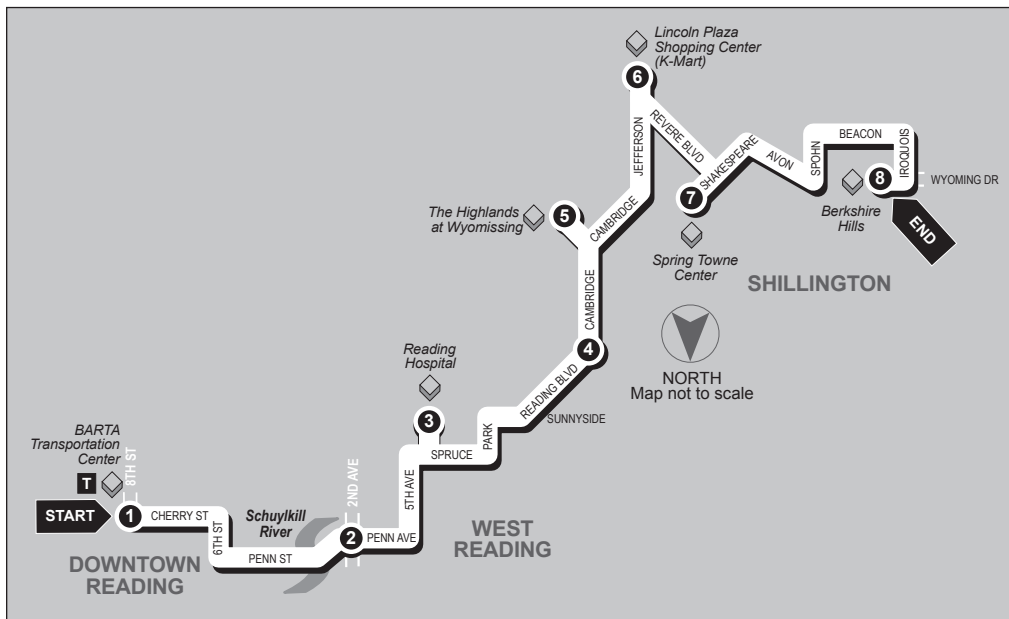 Lincoln Plaza
Shopping Center
(K-Mart)
6
REVERE BLVD
JEFFERSON
SHAKESPEARE
AVON
SPOHN
BEACON
IROQUOIS
WYOMING DR
8
Berkshire
Hills
END
7
Spring Towne
Center
SHILLINGTON
The Highlands
at Wyomissing
5
CAMBRIDGE
CAMBRIDGE
4
NORTH
Map not to scale
READING BLVD
SUNNYSIDE
Reading
Hospital
3
PARK
SPRUCE
5TH AVE
BARTA
Transportation
Center
T
8TH ST
START
1
CHERRY ST
6TH ST
PENN ST
Schuylkill
River
2ND AVE
2
PENN AVE
WEST
READING
DOWNTOWN
READING